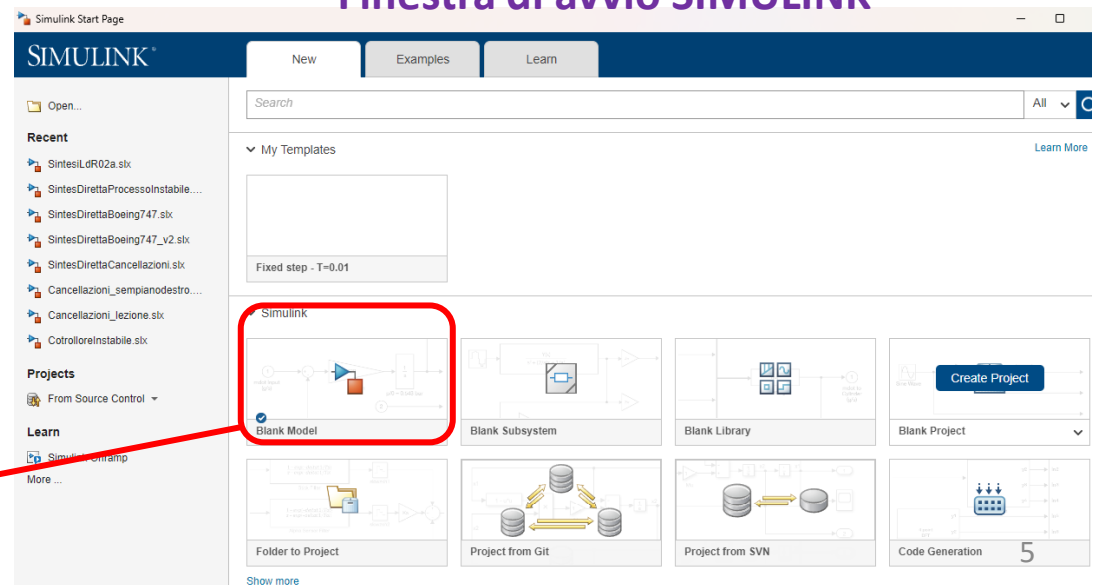 Finestra di avvio SIMULINK
Simulink Start Page
SIMULINK®
New
Examples
Learn
Open...
Recent
SintesiLdR02a.slx
SintesDirettaProcessoInstabile....
SintesDirettaBoeing747.slx
SintesDirettaBoeing747_v2.slx
SintesDirettaCancellazioni.slx
Cancellazioni_sempianodestro....
Cancellazioni_lezione.slx
CotrolloreInstabile.slx
Projects
From Source Control
Learn
Simulink Onramp
More ...
Search
All
My Templates
Learn More
Fixed step - T=0.01
Simulink
Blank Model
Blank Subsystem
Blank Library
Create Project
Blank Project
Folder to Project
Project from Git
Project from SVN
Code Generation
5
Show more